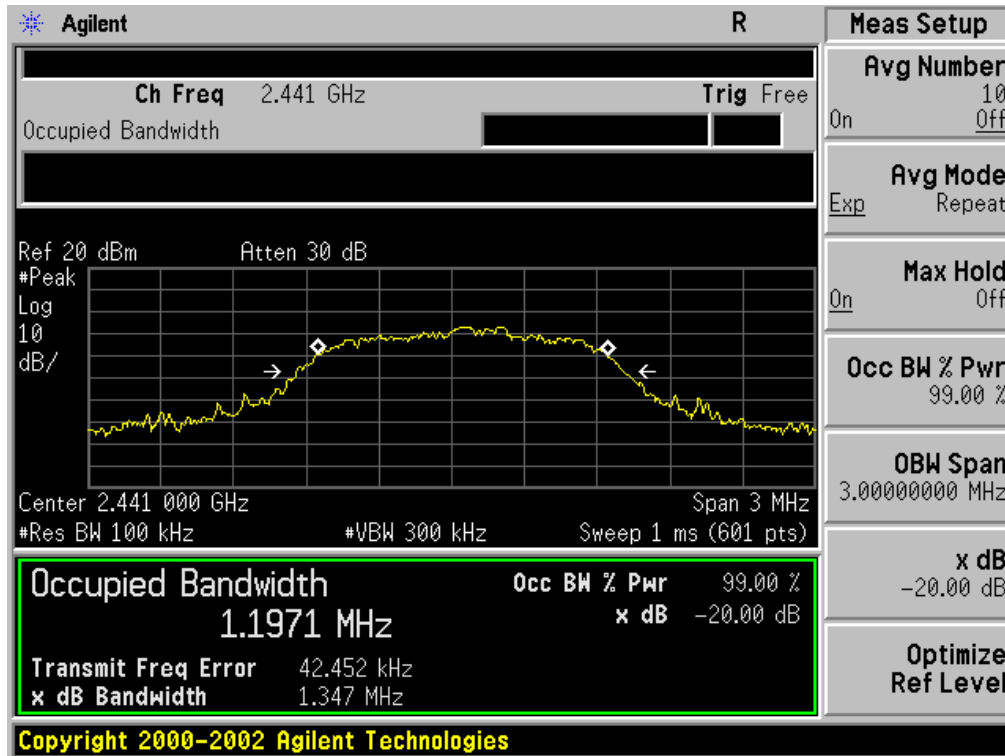 Agilent R
Ch Freq 2.441 GHz Trig Free
Occupied Bandwidth
Ref 20 dBm Atten 30 dB
#Peak
Log
10
dB/
Center 2.441 000 GHz Span 3 MHz
#Res BW 100 kHz #VBW 300 kHz Sweep 1 ms (601 pts)
Occupied Bandwidth Occ BW % Pwr 99.00 %
1.1971 MHz x dB -20.00 dB
Transmit Freq Error 42.452 kHz
x dB Bandwidth 1.347 MHz
Copyright 2000-2002 Agilent Technologies
Meas Setup
Avg Number
10
On Off
Avg Mode
Exp Repeat
Max Hold
On Off
Occ BW % Pwr
99.00 %
OBW Span
3.00000000 MHz
x dB
-20.00 dB
Optimize
Ref Level